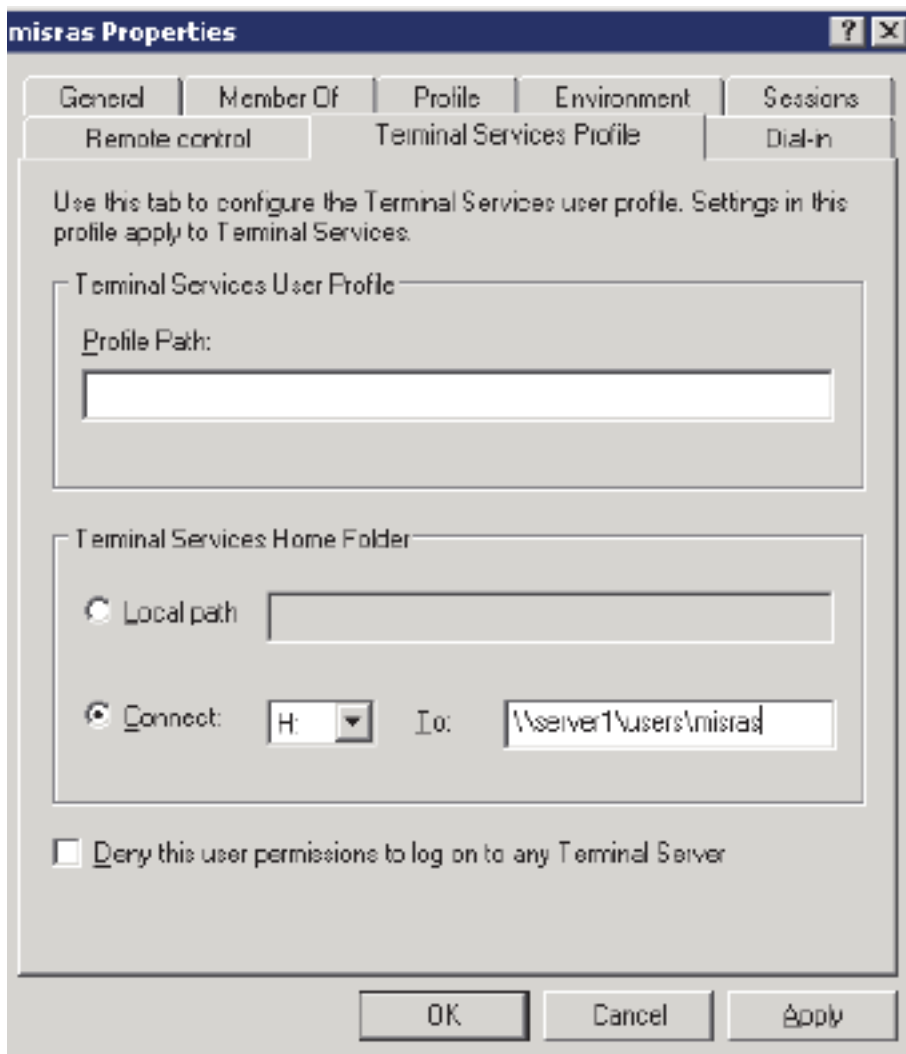 misras Properties
General Member Of Profile Environment Sessions
Remote control Terminal Services Profile Dial-in
Use this tab to configure the Terminal Services user profile. Settings in this
profile apply to Terminal Services.
Terminal Services User Profile
Profile Path:
Terminal Services Home Folder
Local path
Connect: H: To: \\server1\users\misras
Deny this user permissions to log on to any Terminal Server
OK Cancel Apply